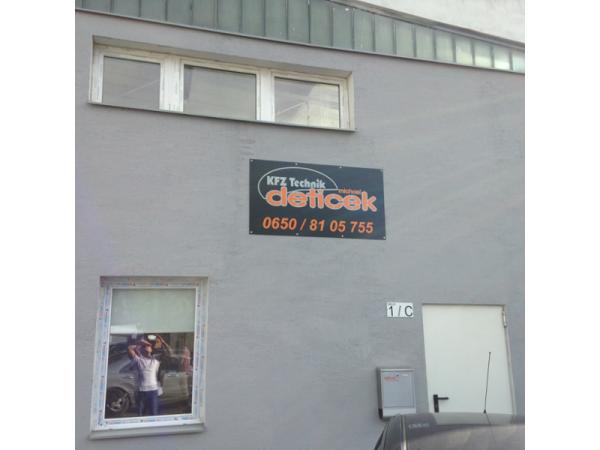 KFZ Technik
michael
deticek
0650 / 81 05 755
1 / C